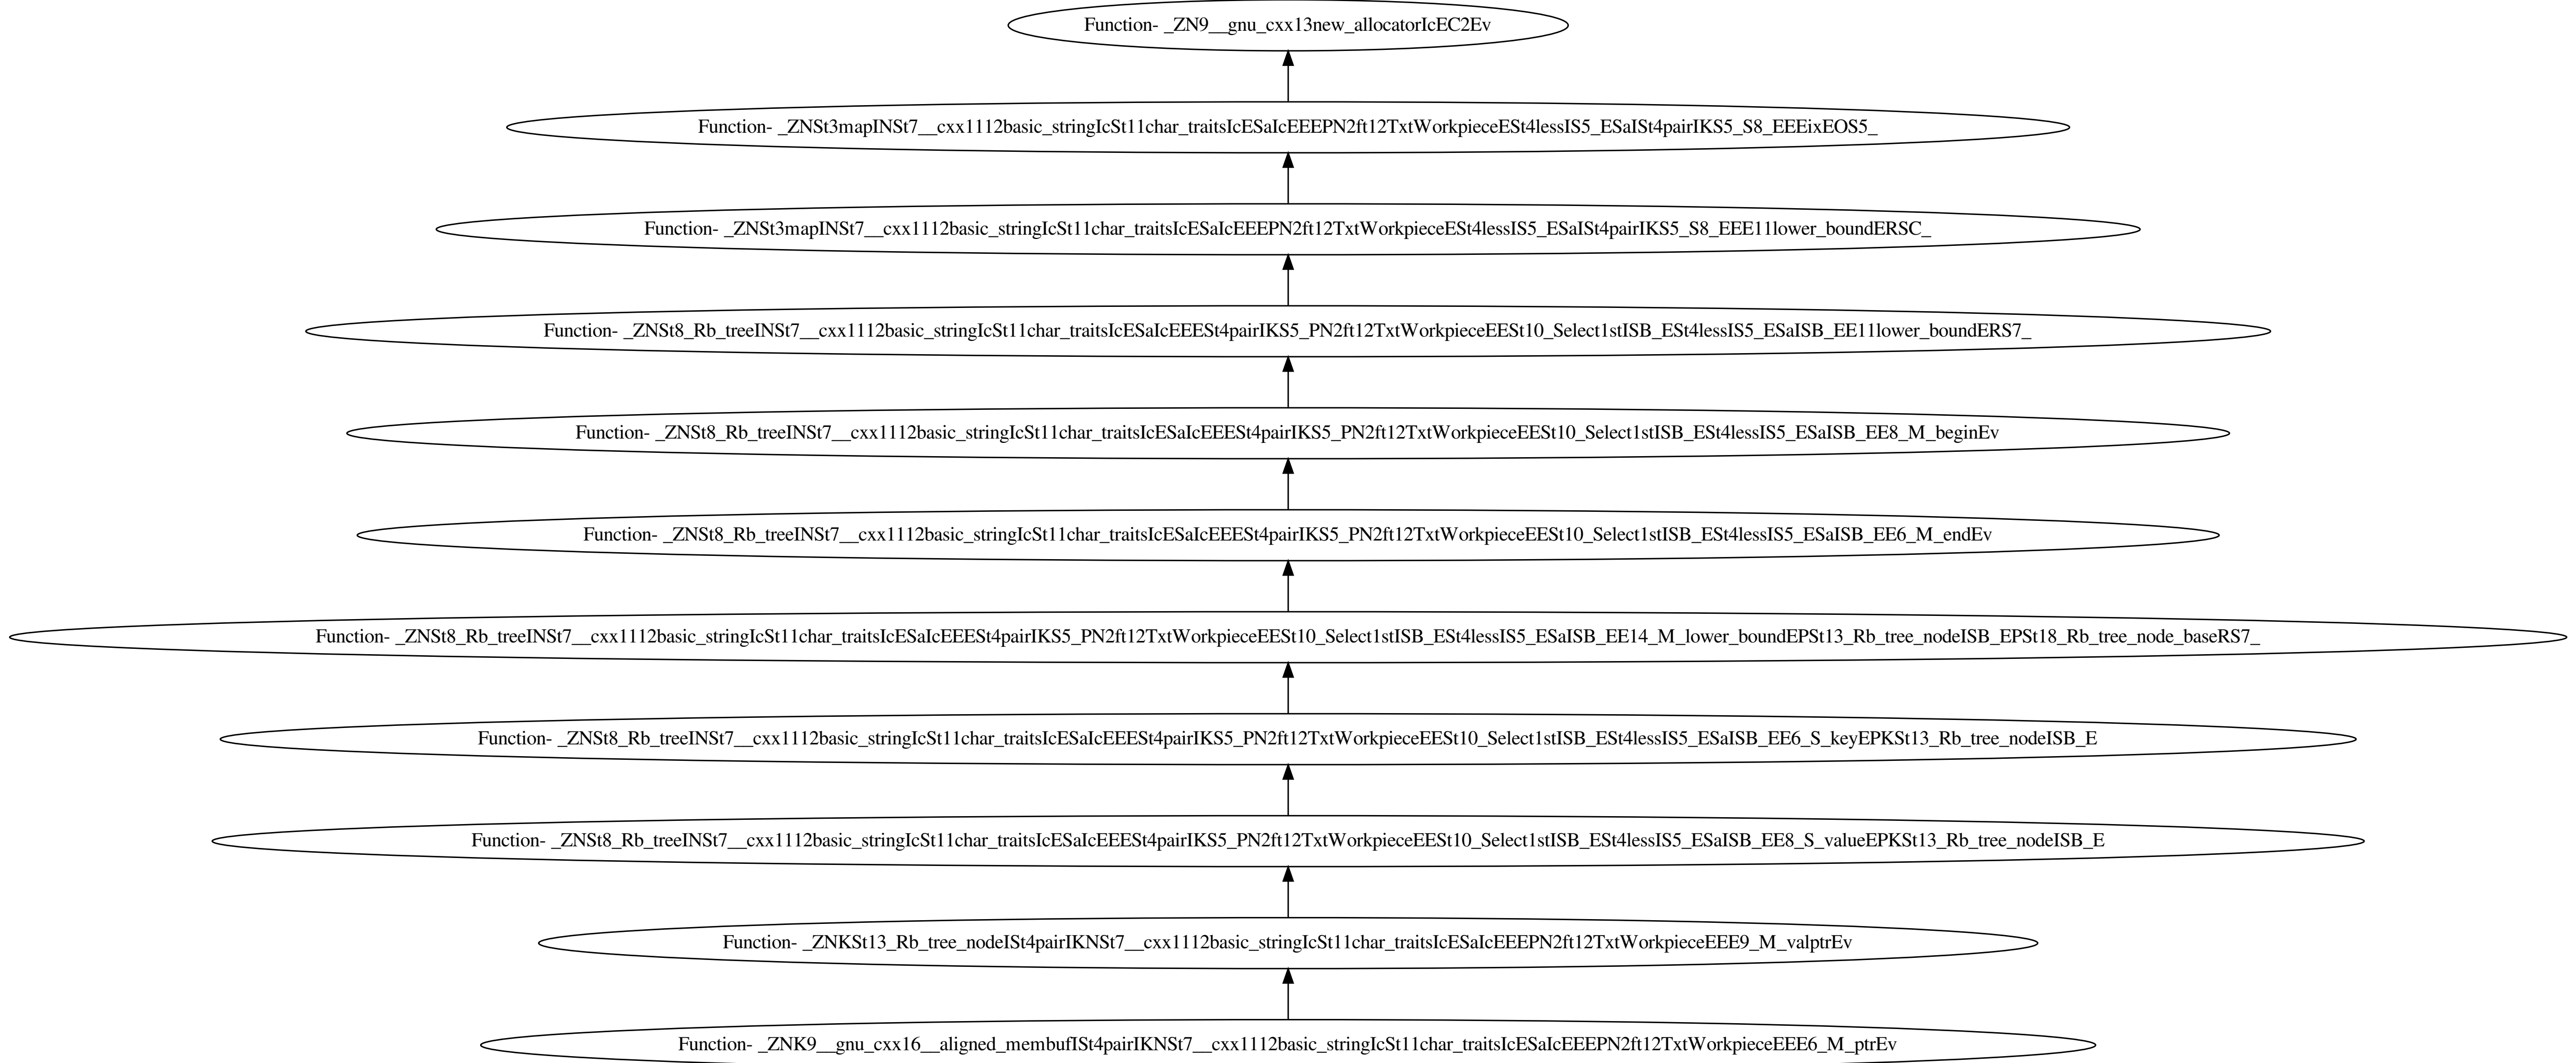 Function- _ZN9__gnu_cxx13new_allocatorIcEC2Ev
Function- _ZNSt3mapINSt7__cxx1112basic_stringIcSt11char_traitsIcESaIcEEEPN2ft12TxtWorkpieceESt4lessIS5_ESaISt4pairIKS5_S8_EEEixEOS5_
Function- _ZNSt3mapINSt7__cxx1112basic_stringIcSt11char_traitsIcESaIcEEEPN2ft12TxtWorkpieceESt4lessIS5_ESaISt4pairIKS5_S8_EEE11lower_boundERSC_
Function- _ZNSt8_Rb_treeINSt7__cxx1112basic_stringIcSt11char_traitsIcESaIcEEESt4pairIKS5_PN2ft12TxtWorkpieceEESt10_Select1stISB_ESt4lessIS5_ESaISB_EE11lower_boundERS7_
Function- _ZNSt8_Rb_treeINSt7__cxx1112basic_stringIcSt11char_traitsIcESaIcEEESt4pairIKS5_PN2ft12TxtWorkpieceEESt10_Select1stISB_ESt4lessIS5_ESaISB_EE8_M_beginEv
Function- _ZNSt8_Rb_treeINSt7__cxx1112basic_stringIcSt11char_traitsIcESaIcEEESt4pairIKS5_PN2ft12TxtWorkpieceEESt10_Select1stISB_ESt4lessIS5_ESaISB_EE6_M_endEv
Function- _ZNSt8_Rb_treeINSt7__cxx1112basic_stringIcSt11char_traitsIcESaIcEEESt4pairIKS5_PN2ft12TxtWorkpieceEESt10_Select1stISB_ESt4lessIS5_ESaISB_EE14_M_lower_boundEPSt13_Rb_tree_nodeISB_EPSt18_Rb_tree_node_baseRS7_
Function- _ZNSt8_Rb_treeINSt7__cxx1112basic_stringIcSt11char_traitsIcESaIcEEESt4pairIKS5_PN2ft12TxtWorkpieceEESt10_Select1stISB_ESt4lessIS5_ESaISB_EE6_S_keyEPKSt13_Rb_tree_nodeISB_E
Function- _ZNSt8_Rb_treeINSt7__cxx1112basic_stringIcSt11char_traitsIcESaIcEEESt4pairIKS5_PN2ft12TxtWorkpieceEESt10_Select1stISB_ESt4lessIS5_ESaISB_EE8_S_valueEPKSt13_Rb_tree_nodeISB_E
Function- _ZNKSt13_Rb_tree_nodeISt4pairIKNSt7__cxx1112basic_stringIcSt11char_traitsIcESaIcEEEPN2ft12TxtWorkpieceEEE9_M_valptrEv
Function- _ZNK9__gnu_cxx16__aligned_membufISt4pairIKNSt7__cxx1112basic_stringIcSt11char_traitsIcESaIcEEEPN2ft12TxtWorkpieceEEE6_M_ptrEv